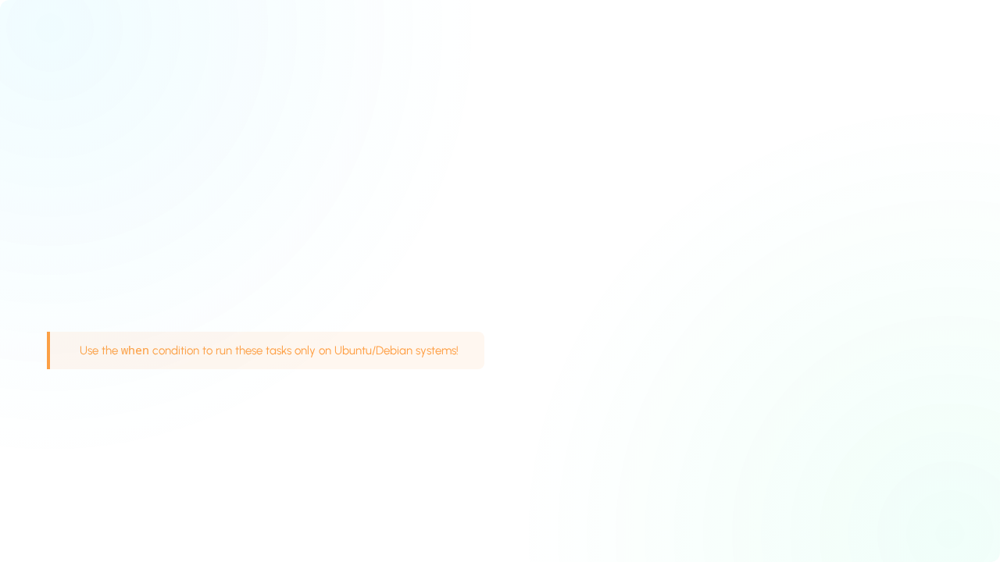 Use the when condition to run these tasks only on Ubuntu/Debian systems!